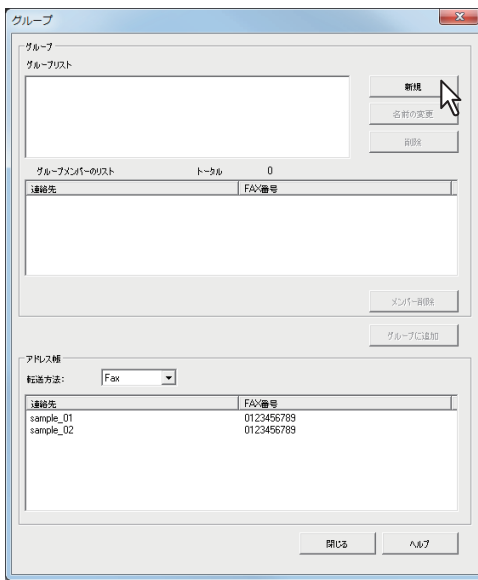 グループ
グループ
グループリスト
新規
名前の変更
削除
グループメンバーのリスト トータル 0
連絡先 FAX番号
メンバー削除
グループに追加
アドレス帳
転送方法: Fax
連絡先 FAX番号
sample_01 0123456789
sample_02 0123456789
閉じる ヘルプ